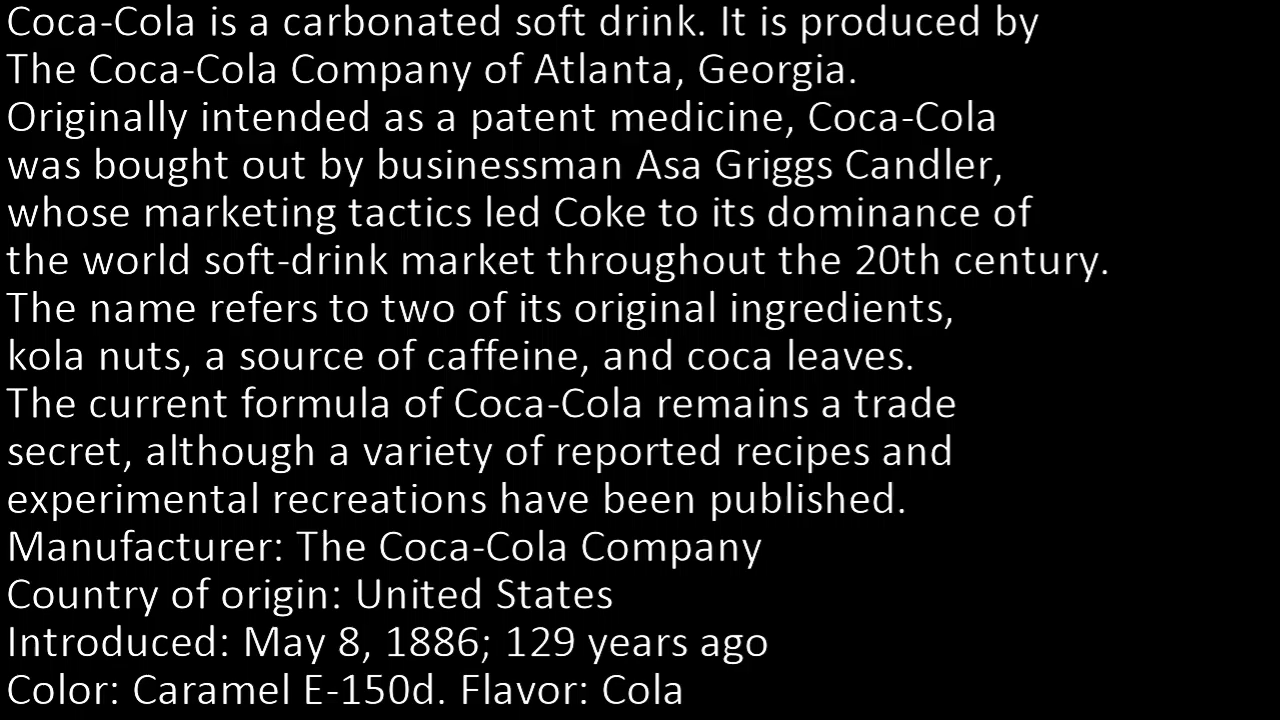 Coca-Cola is a carbonated soft drink. It is produced by
The Coca-Cola Company of Atlanta, Georgia.
Originally intended as a patent medicine, Coca-Cola
was bought out by businessman Asa Griggs Candler,
whose marketing tactics led Coke to its dominance of
the world soft-drink market throughout the 20th century.
The name refers to two of its original ingredients,
kola nuts, a source of caffeine, and coca leaves.
The current formula of Coca-Cola remains a trade
secret, although a variety of reported recipes and
experimental recreations have been published.
Manufacturer: The Coca-Cola Company
Country of origin: United States
Introduced: May 8, 1886; 129 years ago
Color: Caramel E-150d. Flavor: Cola